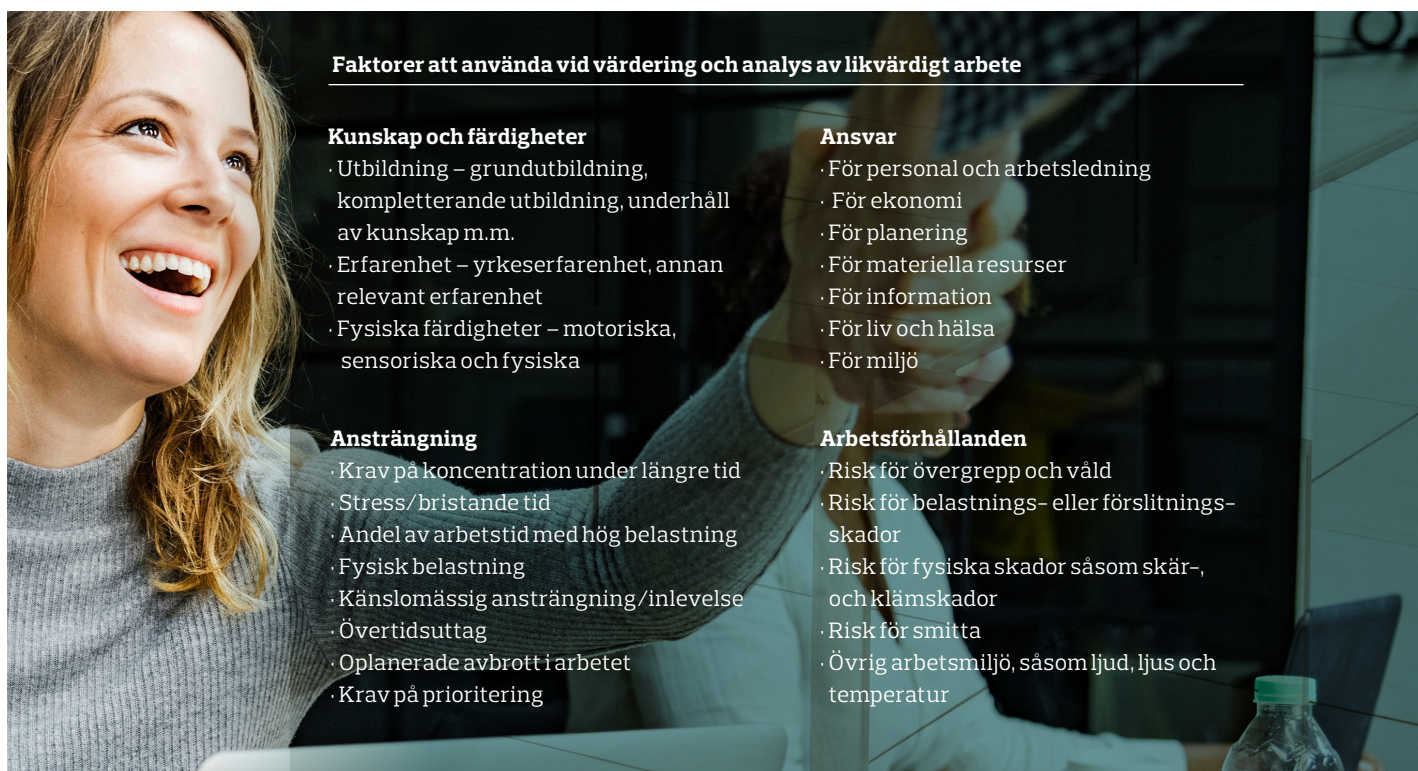 Faktorer att använda vid värdering och analys av likvärdigt arbete
Kunskap och färdigheter
· Utbildning – grundutbildning,
kompletterande utbildning, underhåll
av kunskap m.m.
· Erfarenhet – yrkeserfarenhet, annan
relevant erfarenhet
· Fysiska färdigheter – motoriska,
sensoriska och fysiska
Ansträngning
· Krav på koncentration under längre tid
· Stress/bristande tid
· Andel av arbetstid med hög belastning
· Fysisk belastning
· Känslomässig ansträngning/inlevelse
· Övertidsuttag
· Oplanerade avbrott i arbetet
· Krav på prioritering
Ansvar
· För personal och arbetsledning
· För ekonomi
· För planering
· För materiella resurser
· För information
· För liv och hälsa
· För miljö
Arbetsförhållanden
· Risk för övergrepp och våld
· Risk för belastnings- eller förslitnings-
skador
· Risk för fysiska skador såsom skär-,
och klämskador
· Risk för smitta
· Övrig arbetsmiljö, såsom ljud, ljus och
temperatur